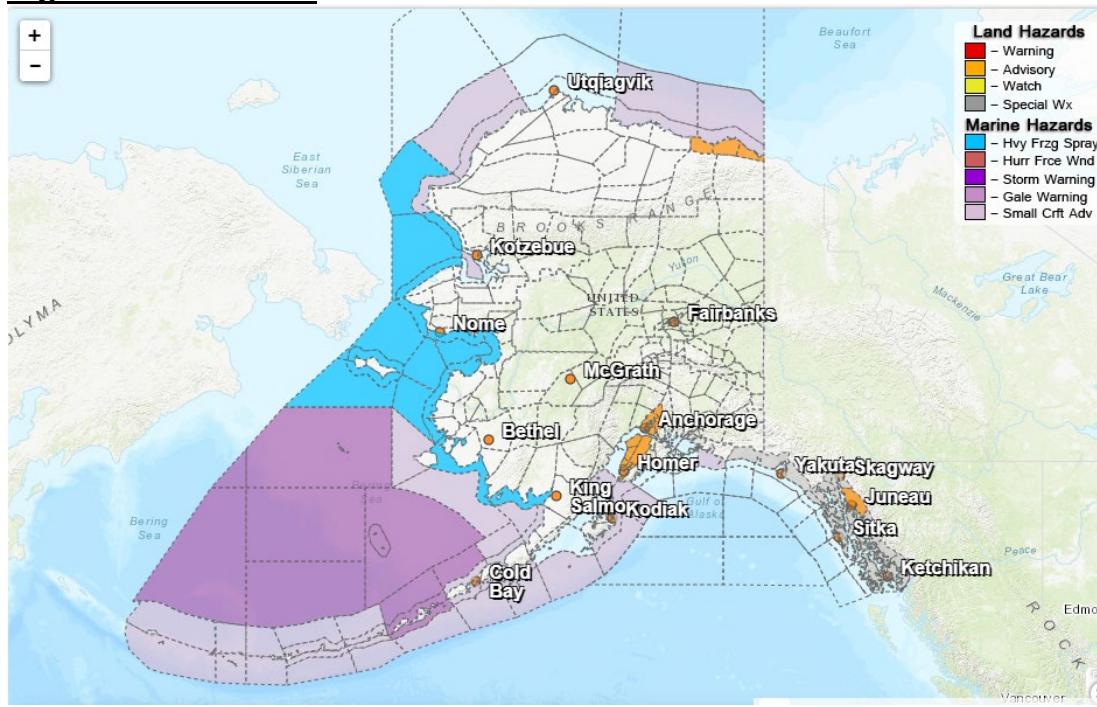 +
−
Land Hazards
– Warning
– Advisory
– Watch
– Special Wx
Marine Hazards
– Hvy Frzg Spray
– Hurr Frce Wnd
– Storm Warning
– Gale Warning
– Small Crft Adv
Beaufort
Sea
Utqiagvik
East
Siberian
Sea
BROOKS RANGE
Kotzebue
Great Bear
Lake
Yukon
Mackenzie
OLYMA
UNITED
STATES
Nome
Fairbanks
McGrath
Anchorage
Bethel
Homer
Yakutat
Skagway
King
Salmo
Kodiak
Juneau
Bering
Sea
Gulf of
Alaska
Sitka
Bering
Sea
Peace
Cold
Bay
Ketchikan
Edmo
ROCK
Vancouver